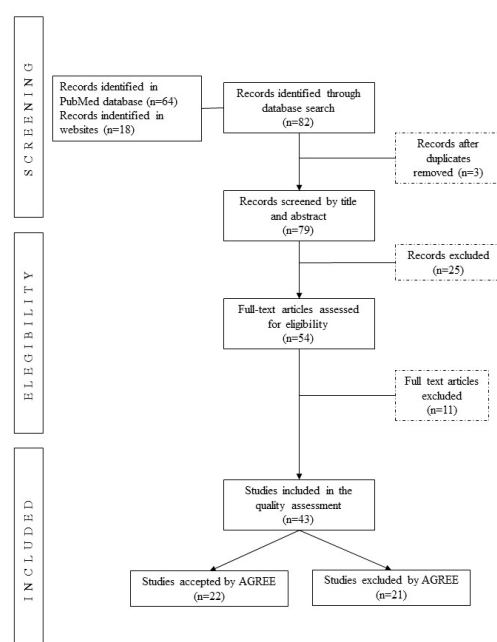 SCREENING
Records identified in
PubMed database (n=64)
Records indentified in
websites (n=18)
Records identified through
database search
(n=82)
Records after
duplicates
removed (n=3)
Records screened by title
and abstract
(n=79)
Records excluded
(n=25)
ELEGIBILITY
Full-text articles assessed
for eligibility
(n=54)
Full text articles
excluded
(n=11)
INCLUDED
Studies included in the
quality assessment
(n=43)
Studies accepted by AGREE
(n=22)
Studies excluded by AGREE
(n=21)